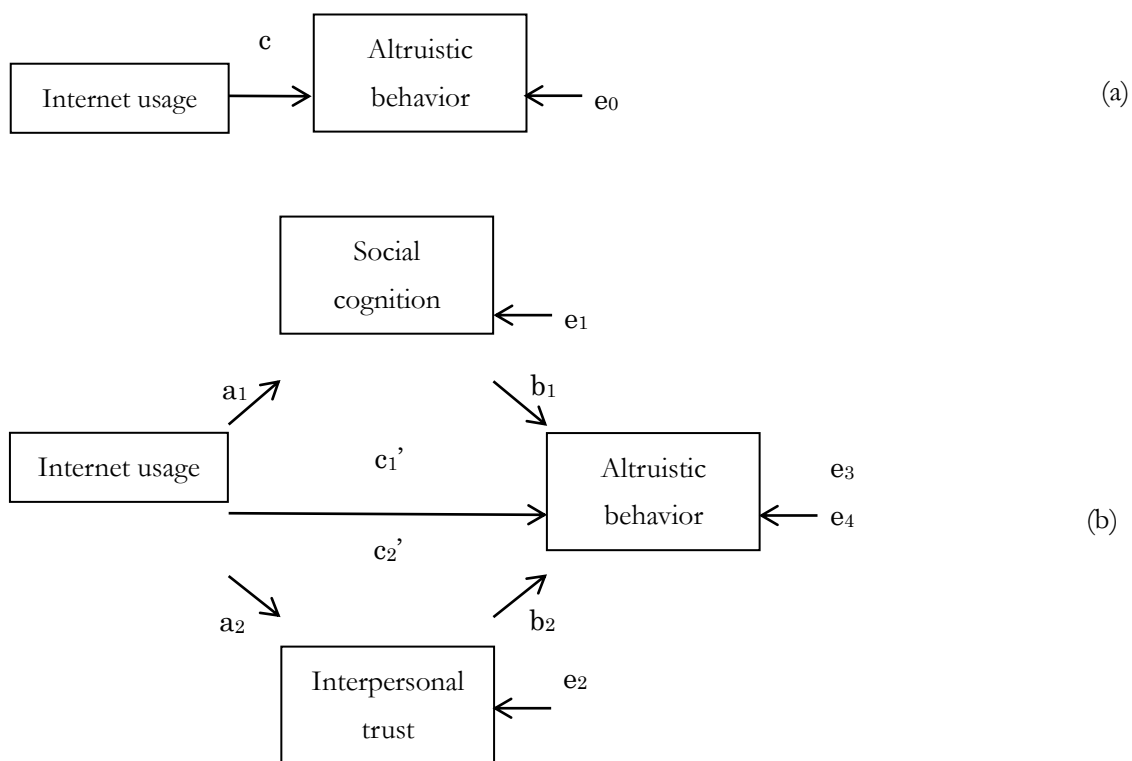 c
Altruistic
behavior
Internet usage
e₀
(a)
Social
cognition
e₁
a₁
b₁
Internet usage
c₁’
Altruistic
behavior
e₃
e₄
(b)
c₂’
a₂
b₂
Interpersonal
trust
e₂